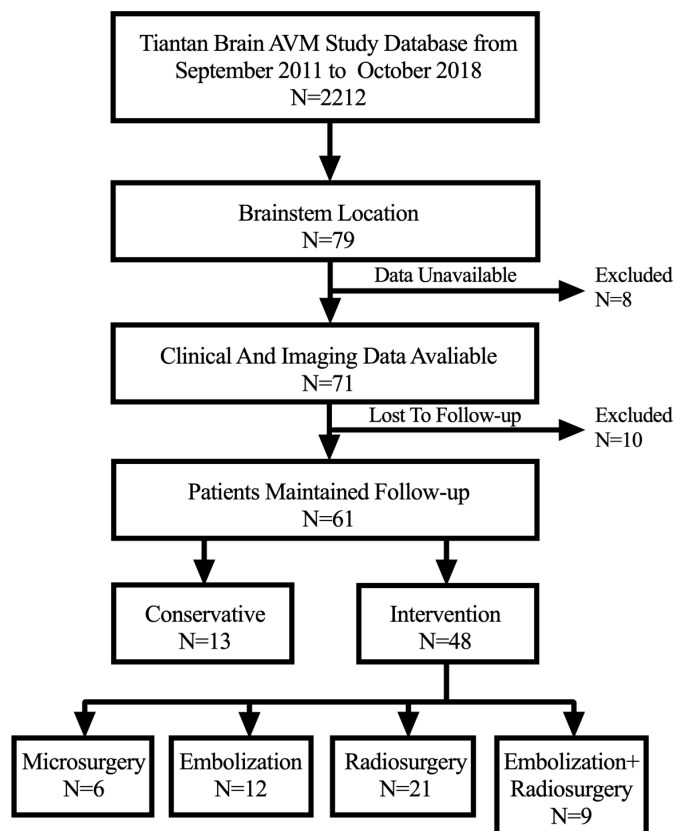 Tiantan Brain AVM Study Database from
September 2011 to October 2018
N=2212
Brainstem Location
N=79
Data Unavailable
Excluded
N=8
Clinical And Imaging Data Avaliable
N=71
Lost To Follow-up
Excluded
N=10
Patients Maintained Follow-up
N=61
Conservative
N=13
Intervention
N=48
Microsurgery
N=6
Embolization
N=12
Radiosurgery
N=21
Embolization+
Radiosurgery
N=9